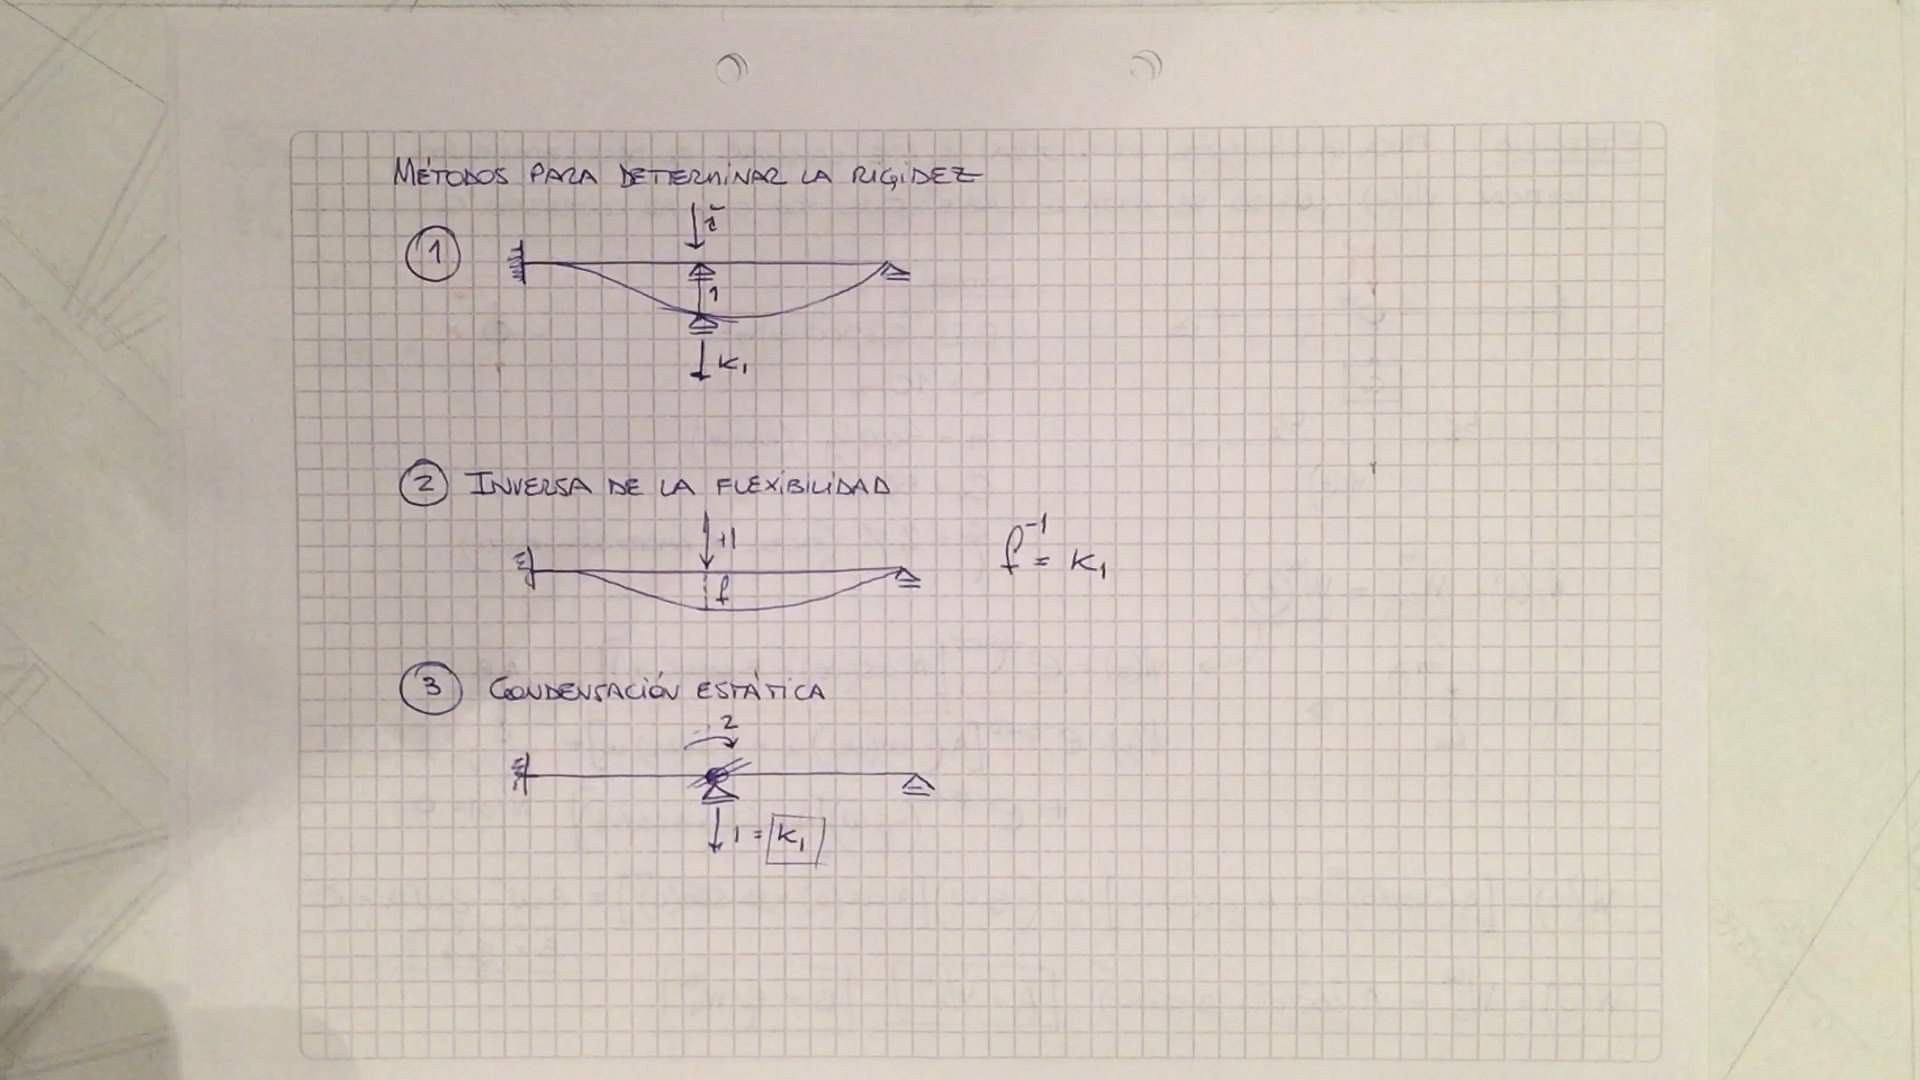 MÉTODOS PARA DETERMINAR LA RIGIDEZ
1
1
K₁
2 INVERSA DE LA FLEXIBILIDAD
+1
f
f⁻¹ = K₁
3 CONDENSACIÓN ESTÁTICA
2
1 = K₁